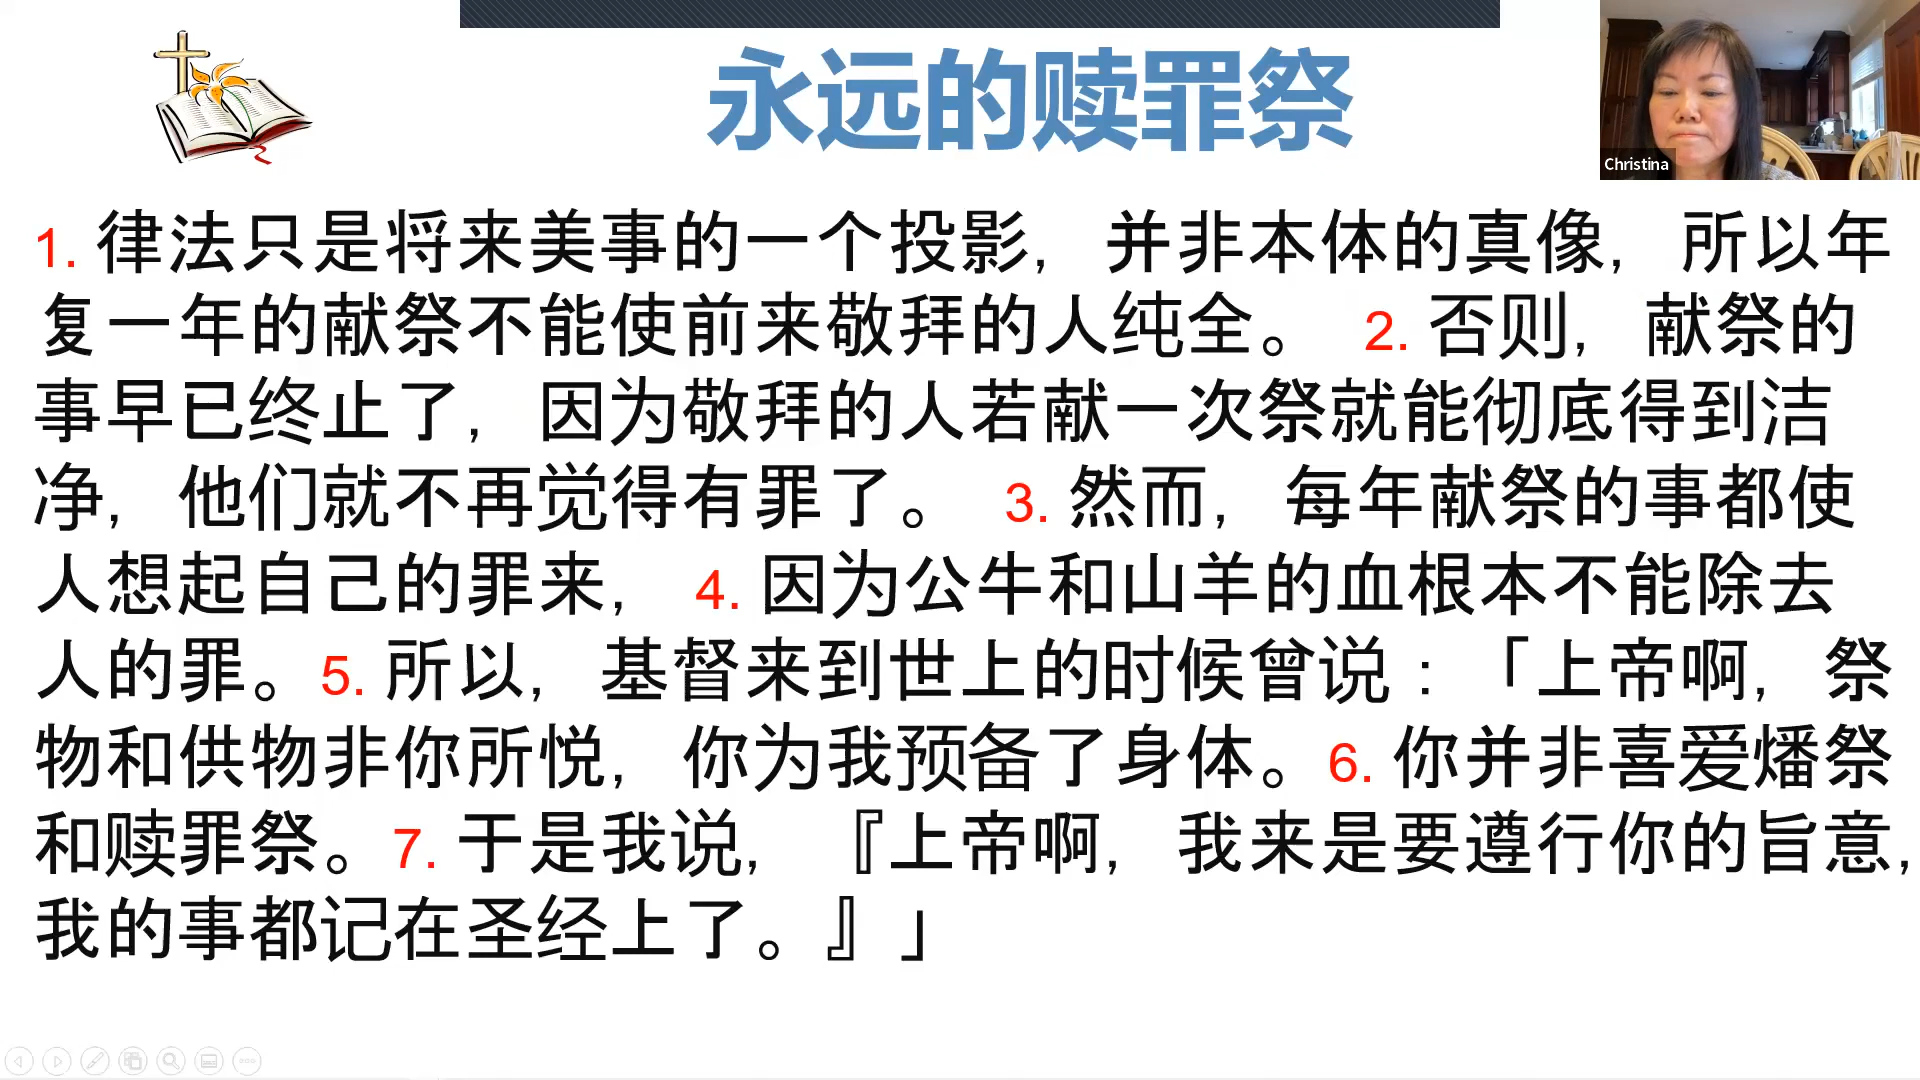 永远的赎罪祭
Christina
1. 律法只是将来美事的一个投影，并非本体的真像，所以年
复一年的献祭不能使前来敬拜的人纯全。 2. 否则，献祭的
事早已终止了，因为敬拜的人若献一次祭就能彻底得到洁
净，他们就不再觉得有罪了。 3. 然而，每年献祭的事都使
人想起自己的罪来， 4. 因为公牛和山羊的血根本不能除去
人的罪。5. 所以，基督来到世上的时候曾说：「上帝啊，祭
物和供物非你所悦，你为我预备了身体。6. 你并非喜爱燔祭
和赎罪祭。7. 于是我说，『上帝啊，我来是要遵行你的旨意，
我的事都记在圣经上了。』」